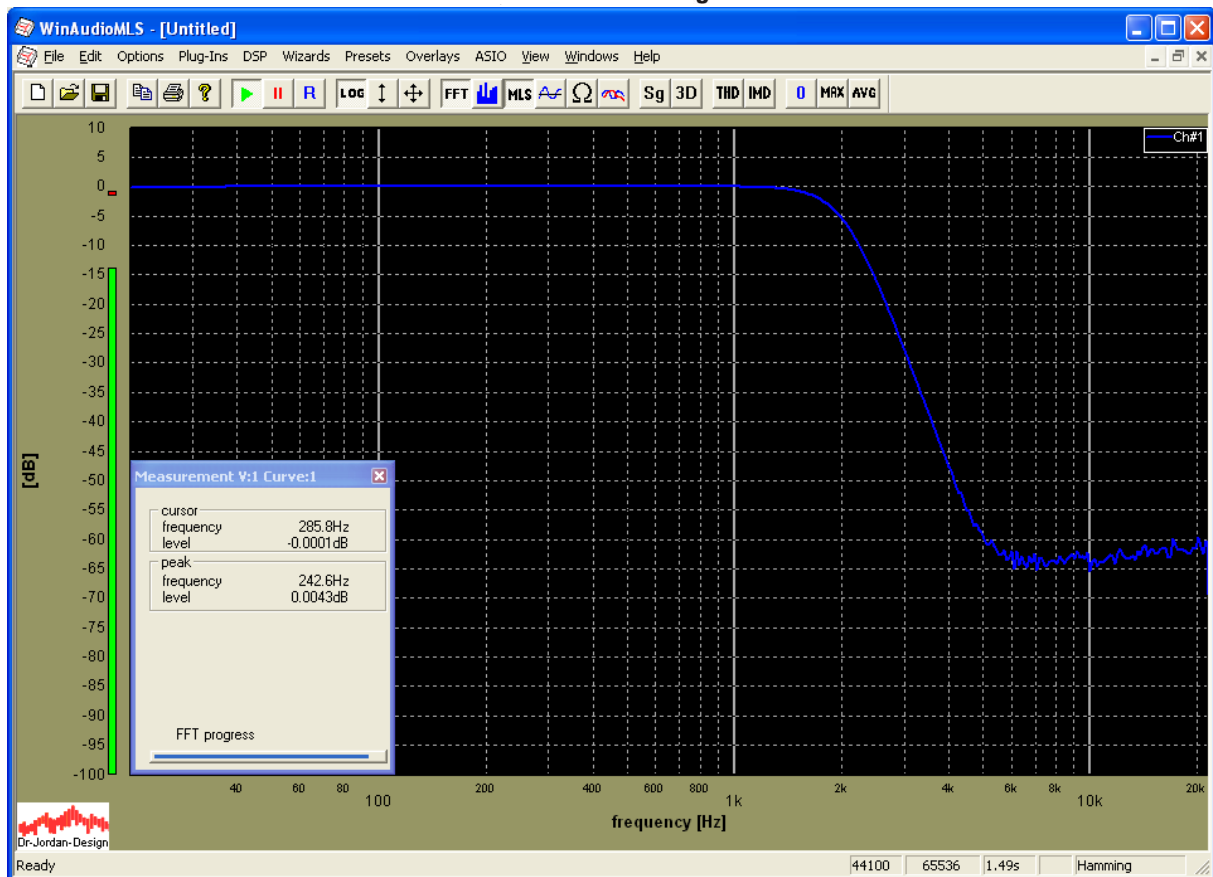 WinAudioMLS - [Untitled]
File Edit Options Plug-Ins DSP Wizards Presets Overlays ASIO View Windows Help
R LOG FFT MLS Ω Sg 3D THD IMD 0 MAX AVG
Ch#1
10
5
0
-5
-10
-15
-20
-25
-30
-35
-40
-45
-50
-55
-60
-65
-70
-75
-80
-85
-90
-95
-100
[dB]
Measurement V:1 Curve:1
cursor
frequency 285.8Hz
level -0.0001dB
peak
frequency 242.6Hz
level 0.0043dB
FFT progress
40 60 80 100 200 400 600 800 1k 2k 4k 6k 8k 10k 20k
frequency [Hz]
Dr-Jordan-Design
Ready 44100 65536 1.49s Hamming